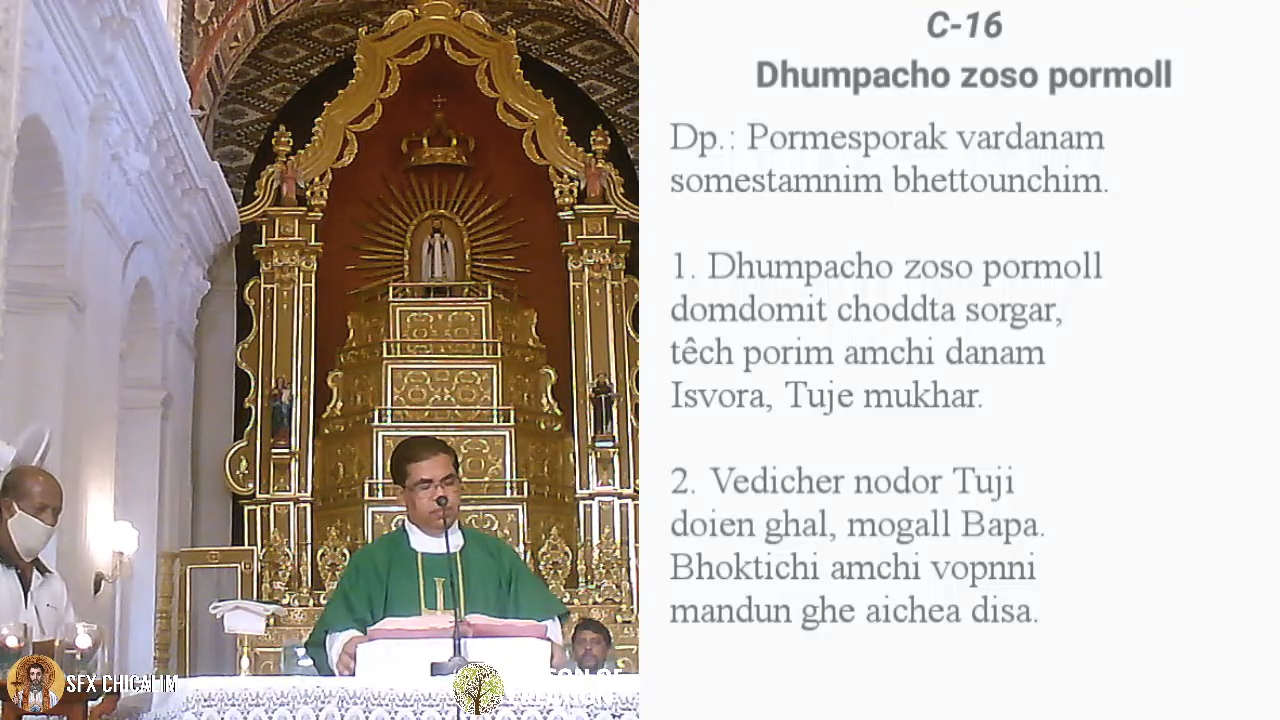 C-16
Dhumpacho zoso pormoll
Dp.: Pormesporak vardanam
somestamnim bhettounchim.
1. Dhumpacho zoso pormoll
domdomit choddta sorgar,
têch porim amchi danam
Isvora, Tuje mukhar.
2. Vedicher nodor Tuji
doien ghal, mogall Bapa.
Bhoktichi amchi vopnni
mandun ghe aichea disa.
SFX CHICALIM